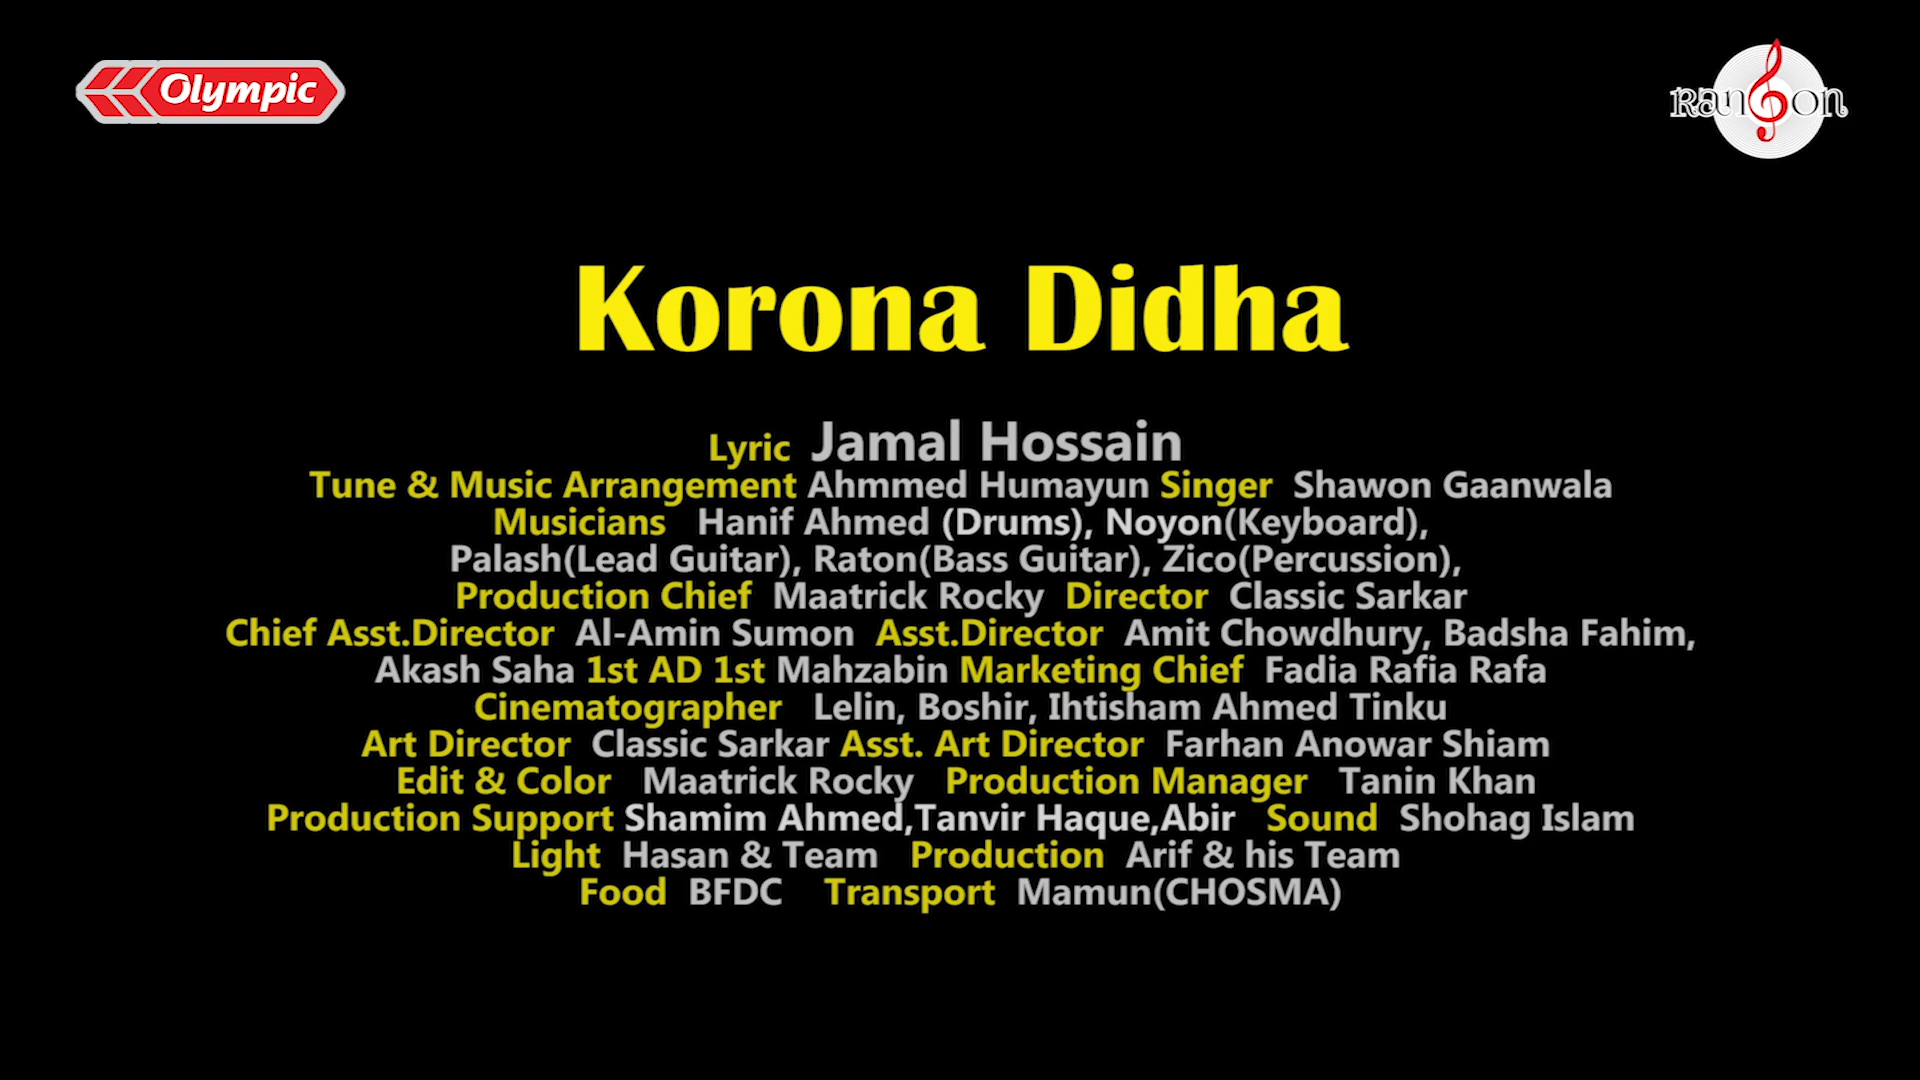 Olympic
Rangon
Korona Didha
Lyric Jamal Hossain
Tune & Music Arrangement Ahmmed Humayun Singer Shawon Gaanwala
Musicians Hanif Ahmed (Drums), Noyon(Keyboard),
Palash(Lead Guitar), Raton(Bass Guitar), Zico(Percussion),
Production Chief Maatrick Rocky Director Classic Sarkar
Chief Asst.Director Al-Amin Sumon Asst.Director Amit Chowdhury, Badsha Fahim,
Akash Saha 1st AD 1st Mahzabin Marketing Chief Fadia Rafia Rafa
Cinematographer Lelin, Boshir, Ihtisham Ahmed Tinku
Art Director Classic Sarkar Asst. Art Director Farhan Anowar Shiam
Edit & Color Maatrick Rocky Production Manager Tanin Khan
Production Support Shamim Ahmed,Tanvir Haque,Abir Sound Shohag Islam
Light Hasan & Team Production Arif & his Team
Food BFDC Transport Mamun(CHOSMA)